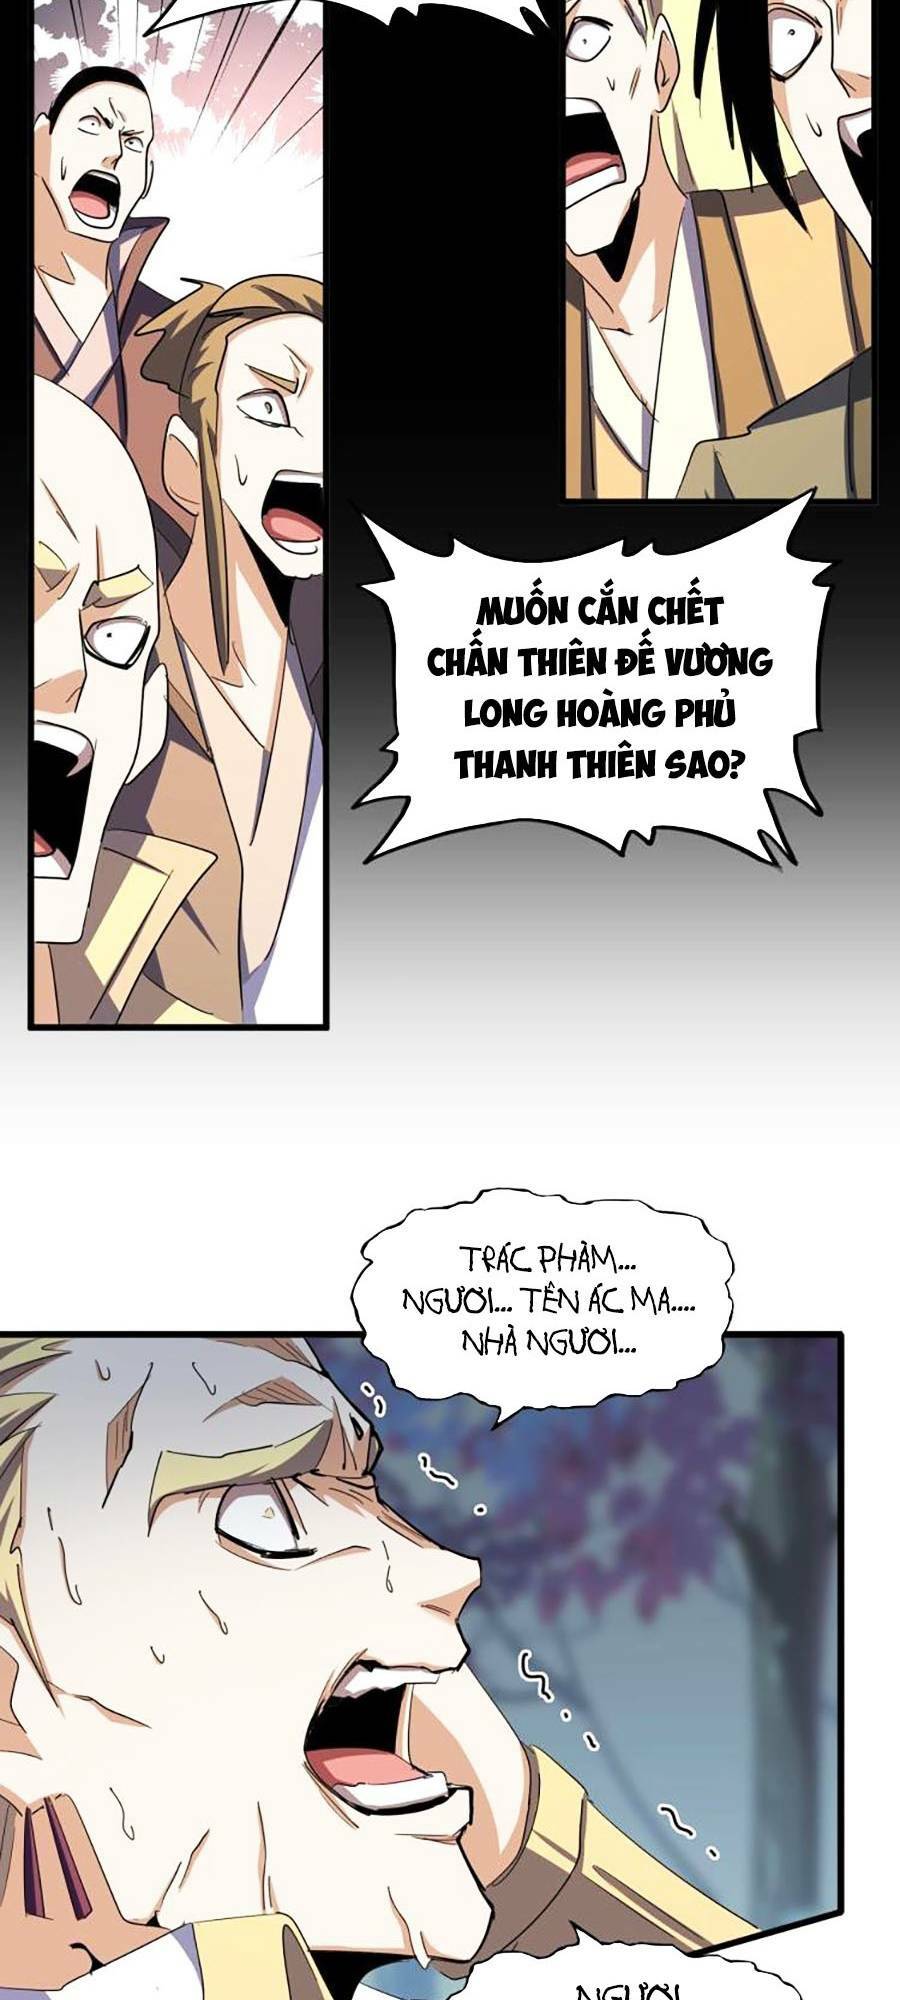 MUỐN CẮN CHẾT
CHẤN THIÊN ĐẾ VƯƠNG
LONG HOÀNG PHỦ
THANH THIÊN SAO?
TRÁC PHÀM...
NGƯƠI... TÊN ÁC MA....
NHÀ NGƯƠI...
NGƯƠI